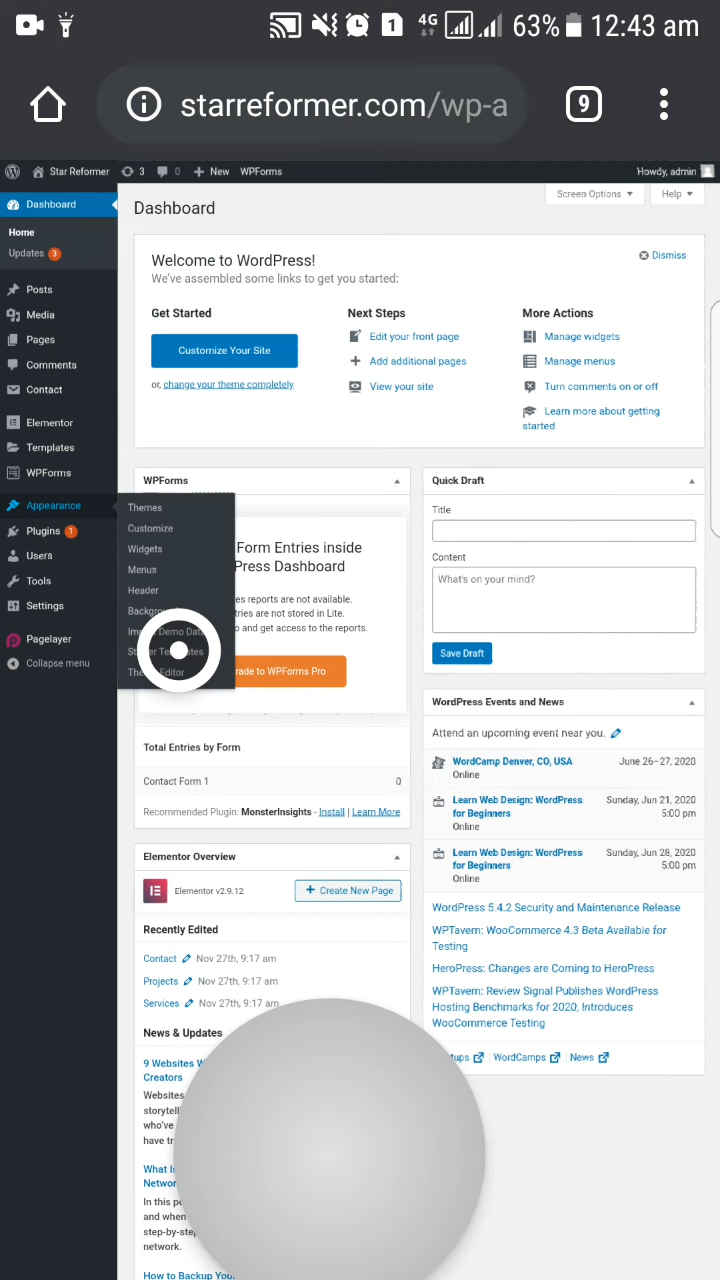 1
4G
63%
12:43 am
starreformer.com/wp-a
9
Star Reformer
3
0
New
WPForms
Howdy, admin
Dashboard
Home
Updates 3
Posts
Media
Pages
Comments
Contact
Elementor
Templates
WPForms
Appearance
Plugins 1
Users
Tools
Settings
Pagelayer
Collapse menu
Themes
Customize
Widgets
Menus
Header
Demo Data
Editor
Dashboard
Screen Options
Help
Welcome to WordPress!
We've assembled some links to get you started:
Dismiss
Get Started
Customize Your Site
or, change your theme completely
Next Steps
Edit your front page
Add additional pages
View your site
More Actions
Manage widgets
Manage menus
Turn comments on or off
Learn more about getting
started
WPForms
Form Entries inside
Press Dashboard
reports are not available.
are not stored in Lite.
and get access to the reports.
to WPForms Pro
Total Entries by Form
Contact Form 1
0
Recommended Plugin: MonsterInsights - Install | Learn More
Elementor Overview
Elementor v2.9.12
+ Create New Page
Recently Edited
Contact Nov 27th, 9:17 am
Projects Nov 27th, 9:17 am
Services Nov 27th, 9:17 am
News & Updates
9 Websites
Creators
Websites
who've
have
What
In this
and when
network.
How to Backup
Quick Draft
Title
Content
What's on your mind?
Save Draft
WordPress Events and News
Attend an upcoming event near you.
WordCamp Denver, CO, USA
Online
June 26–27, 2020
Learn Web Design: WordPress
for Beginners
Online
Sunday, Jun 21, 2020
5:00 pm
Learn Web Design: WordPress
for Beginners
Online
Sunday, Jun 28, 2020
5:00 pm
WordPress 5.4.2 Security and Maintenance Release
WPTavern: WooCommerce 4.3 Beta Available for
Testing
HeroPress: Changes are Coming to HeroPress
WPTavern: Review Signal Publishes WordPress
Hosting Benchmarks for 2020, Introduces
WooCommerce Testing
WordCamps
News